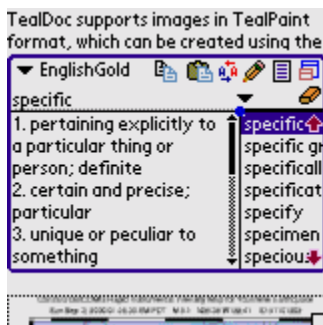 TealDoc supports images in TealPaint
format, which can be created using the
EnglishGold
specific
1. pertaining explicitly to
a particular thing or
person; definite
2. certain and precise;
particular
3. unique or peculiar to
something
specific
specific gr
specificall
specificat
specify
specimen
specious